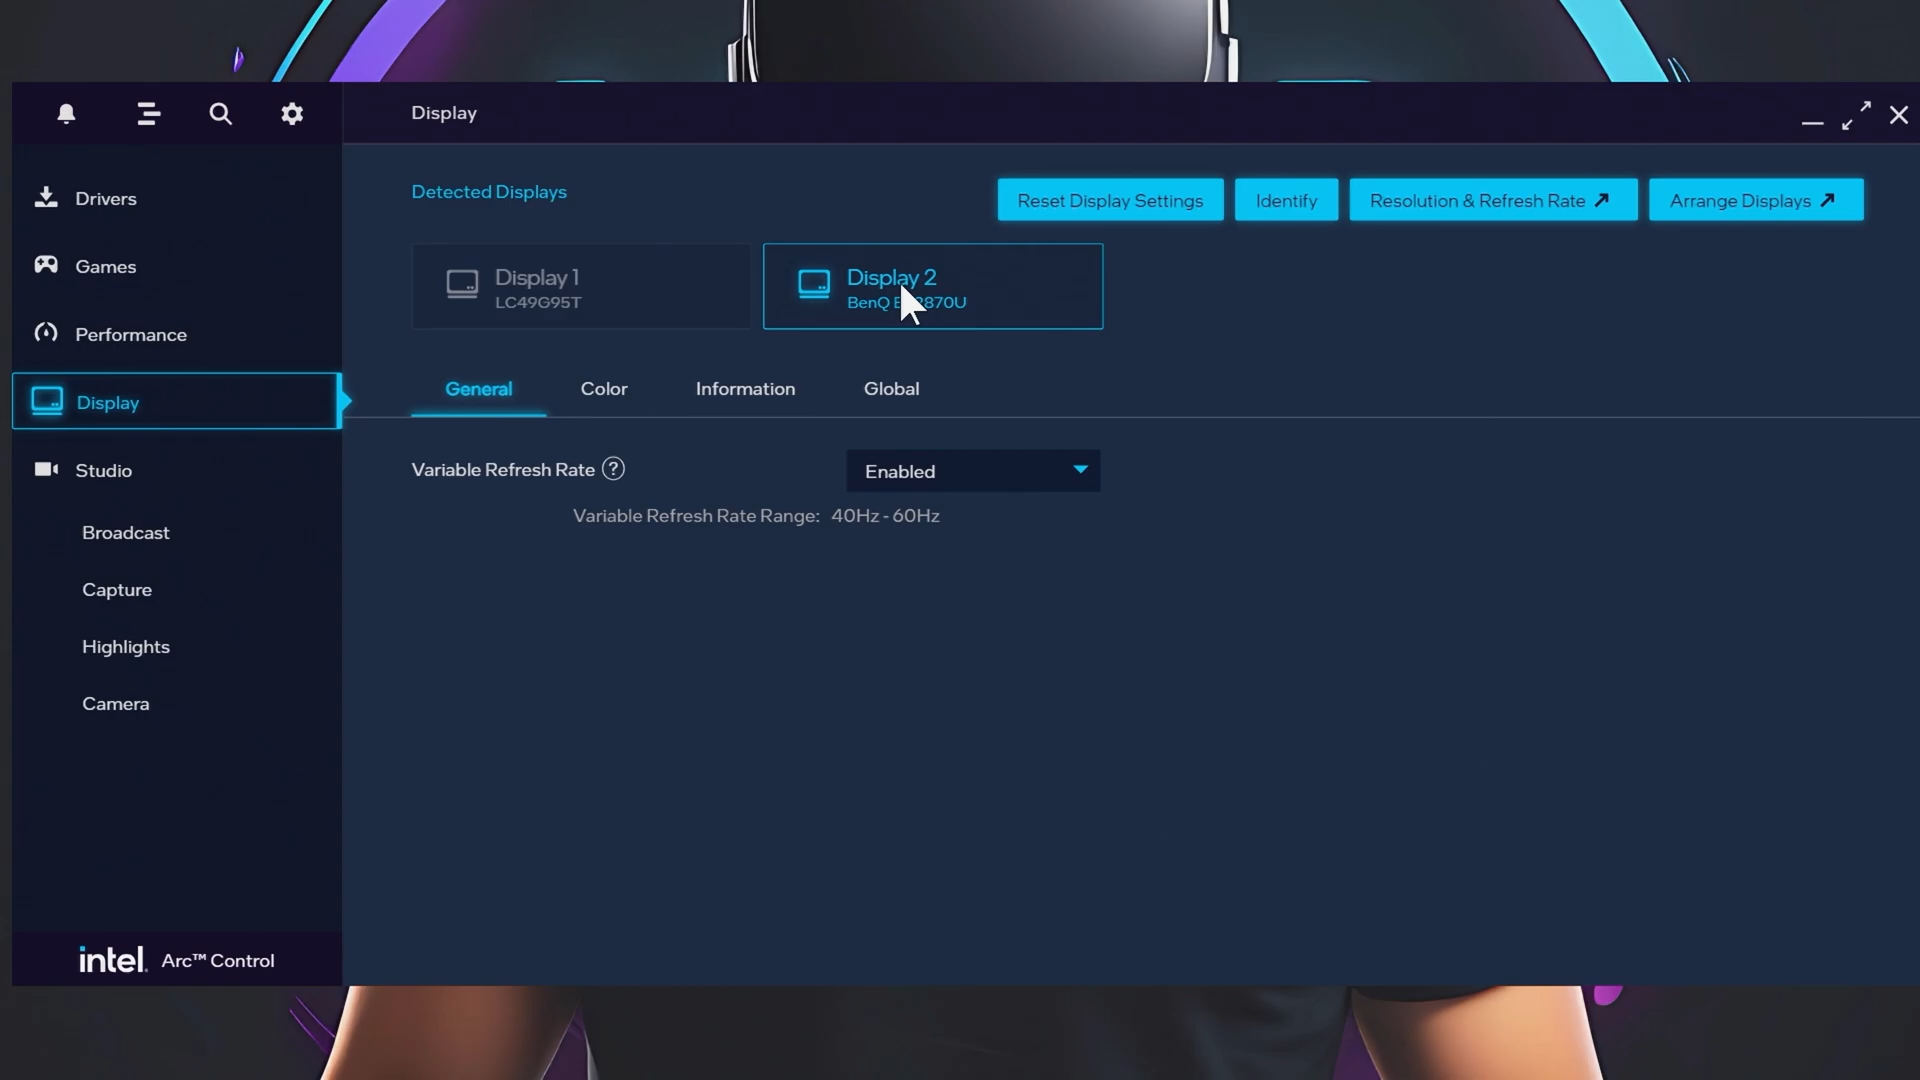 Display
Drivers
Games
Performance
Display
Studio
Broadcast
Capture
Highlights
Camera
intel. Arc™ Control
Detected Displays
Reset Display Settings
Identify
Resolution & Refresh Rate
Arrange Displays
Display 1
LC49G95T
Display 2
BenQ
General
Color
Information
Global
Variable Refresh Rate ?
Enabled
Variable Refresh Rate Range: 40Hz - 60Hz